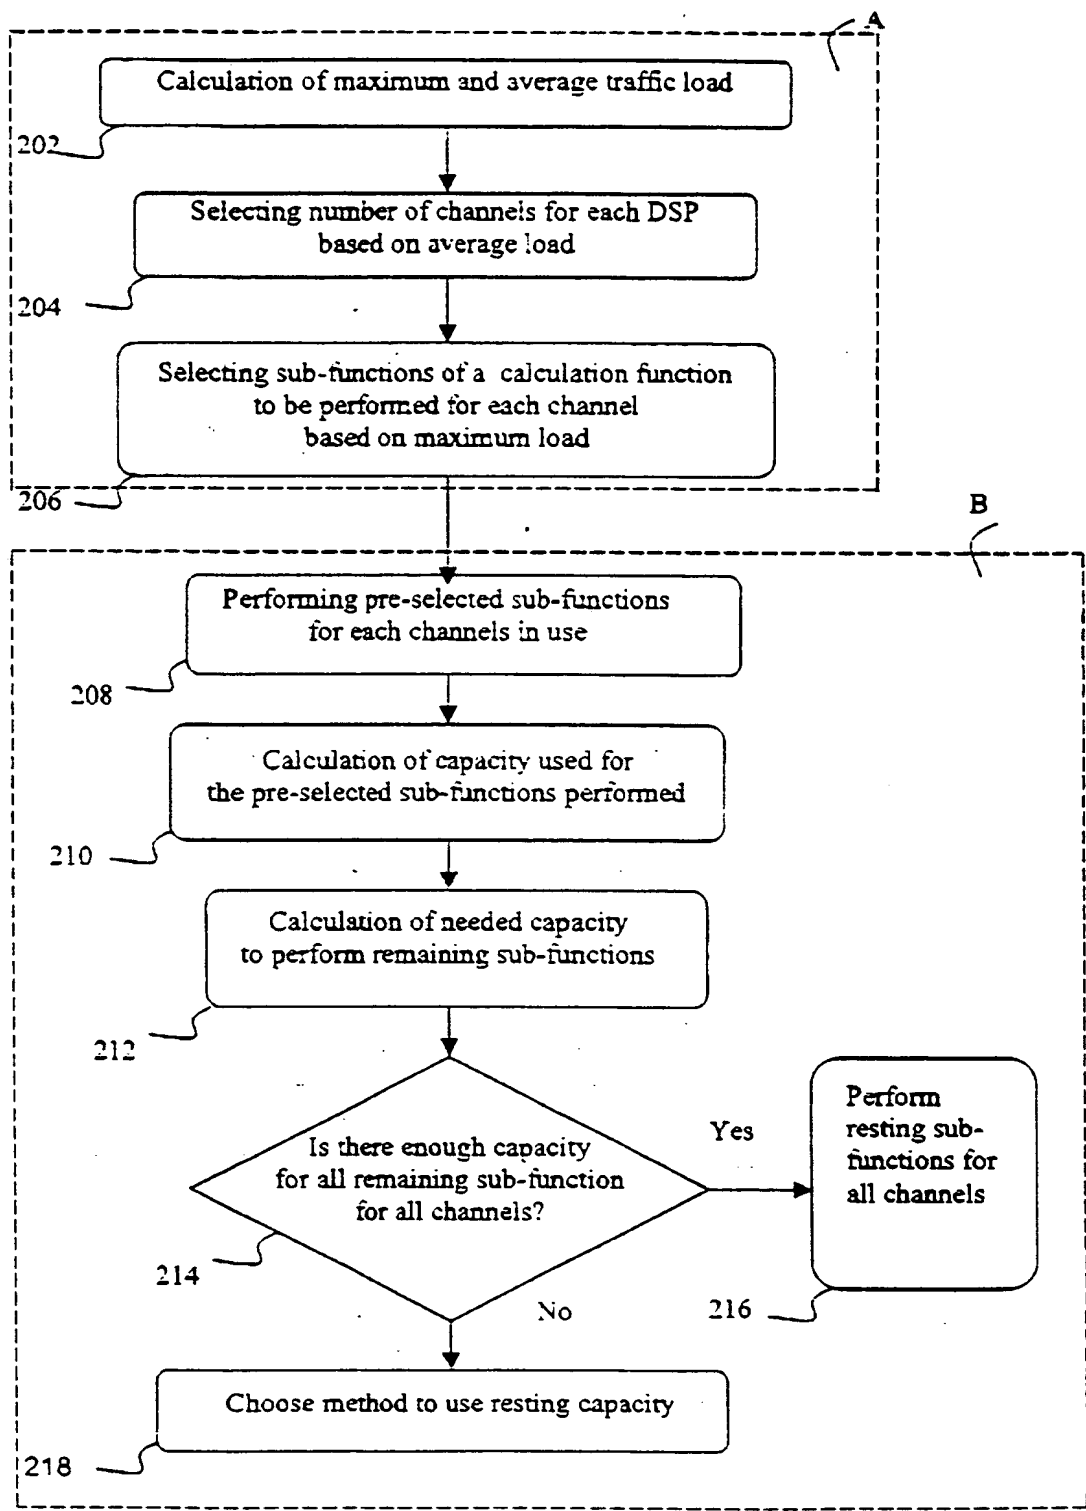 A
Calculation of maximum and average traffic load
202
Selecting number of channels for each DSP
based on average load
204
Selecting sub-functions of a calculation function
to be performed for each channel
based on maximum load
206
B
Performing pre-selected sub-functions
for each channels in use
208
Calculation of capacity used for
the pre-selected sub-functions performed
210
Calculation of needed capacity
to perform remaining sub-functions
212
Is there enough capacity
for all remaining sub-function
for all channels?
214
Yes
Perform
resting sub-
functions for
all channels
216
No
Choose method to use resting capacity
218